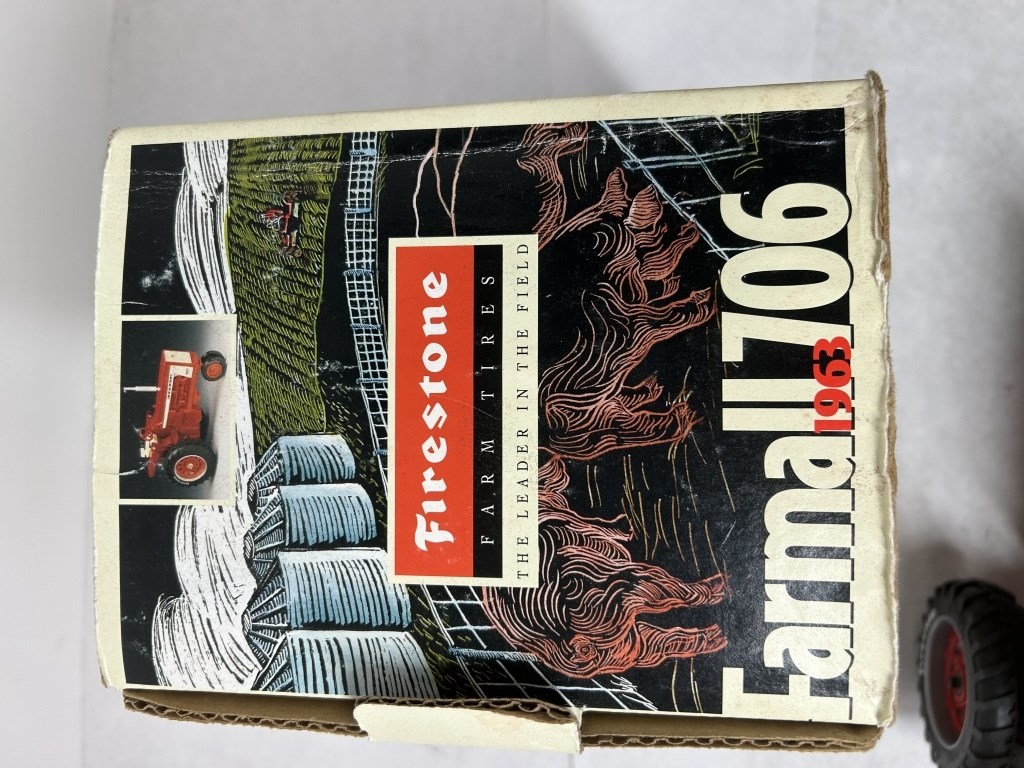 Firestone
FARM TIRES
THE LEADER IN THE FIELD
Farmall 706
1963